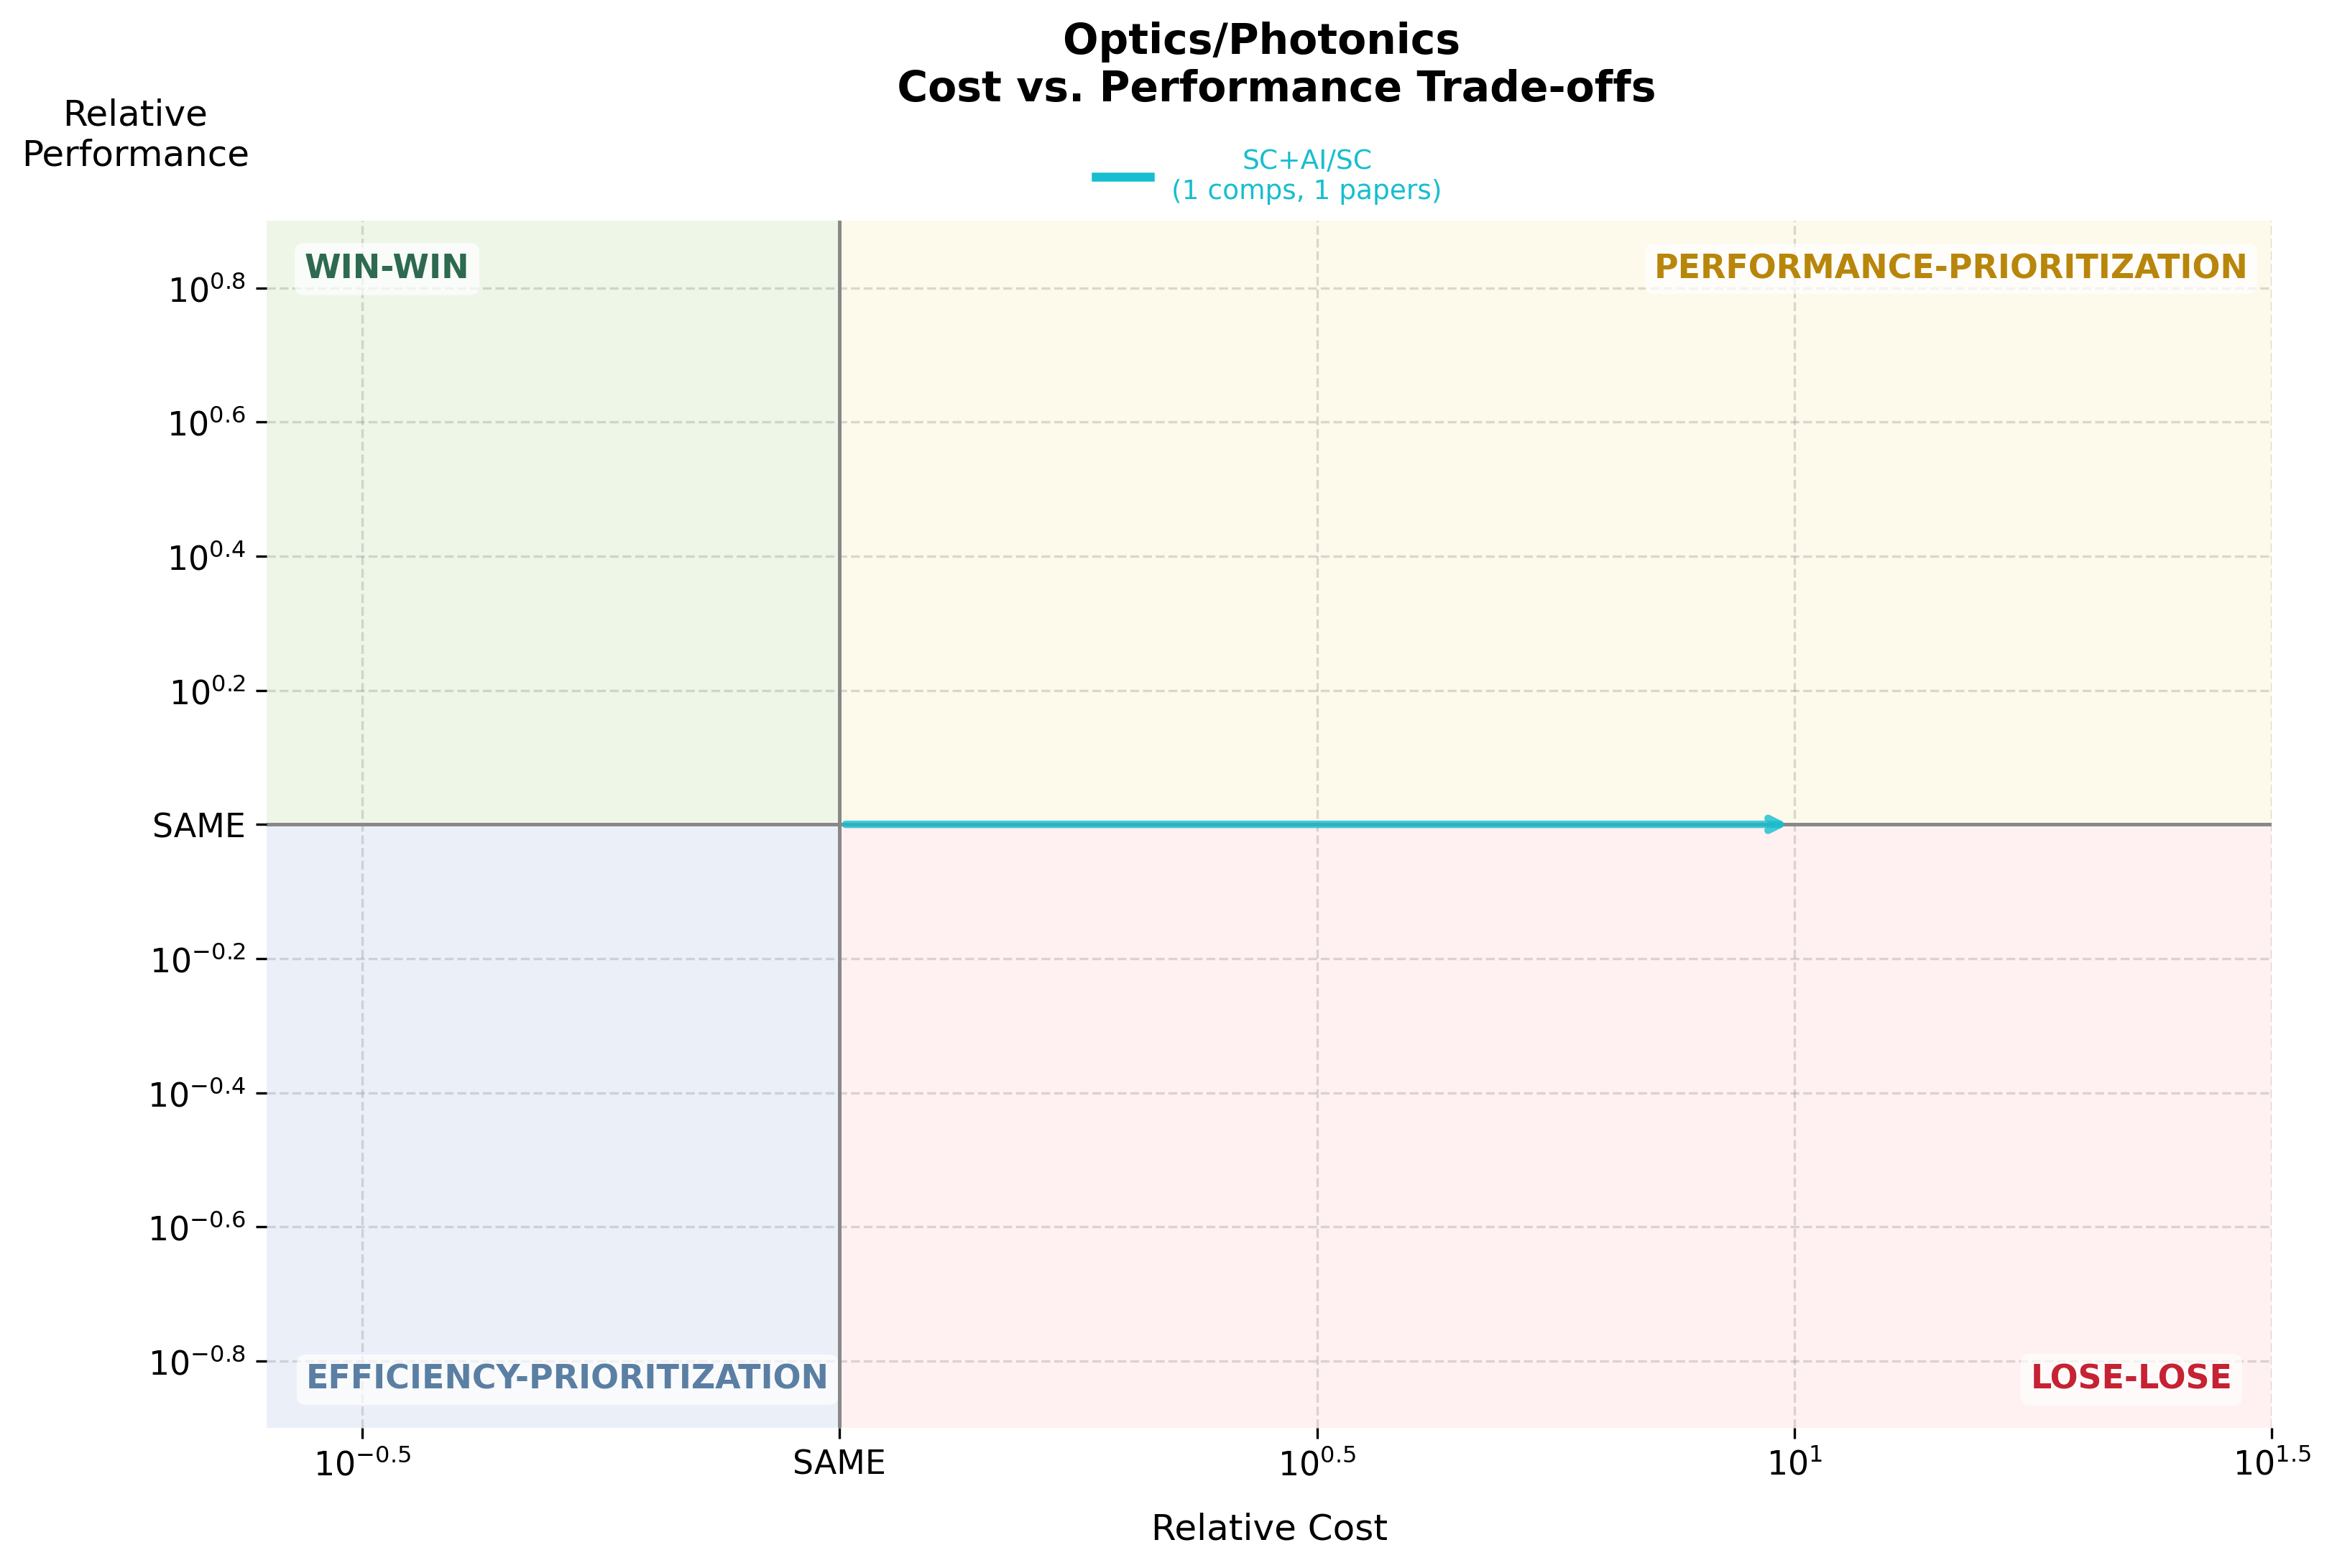 Optics/Photonics
Cost vs. Performance Trade-offs
Relative
Performance
SC+AI/SC
(1 comps, 1 papers)
WIN-WIN
PERFORMANCE-PRIORITIZATION
10^0.8
10^0.6
10^0.4
10^0.2
SAME
10^−0.2
10^−0.4
10^−0.6
10^−0.8
EFFICIENCY-PRIORITIZATION
LOSE-LOSE
10^−0.5
SAME
10^0.5
10^1
10^1.5
Relative Cost